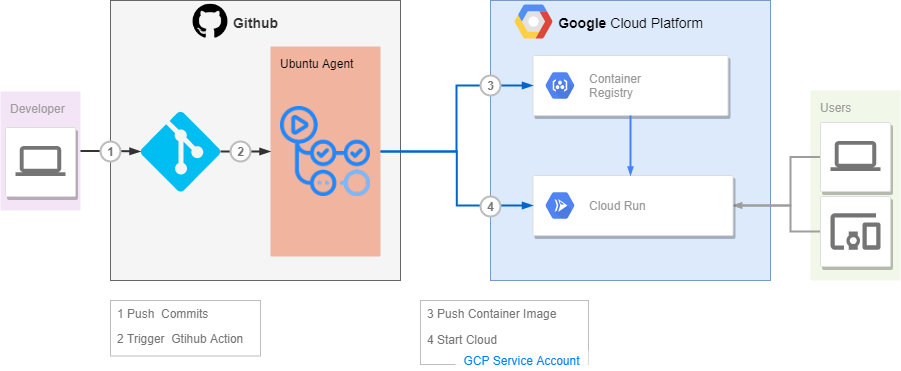 Github
Google Cloud Platform
Ubuntu Agent
Container
Registry
Developer
Users
1
2
3
4
Cloud Run
1 Push Commits
2 Trigger Gtihub Action
3 Push Container Image
4 Start Cloud
GCP Service Account